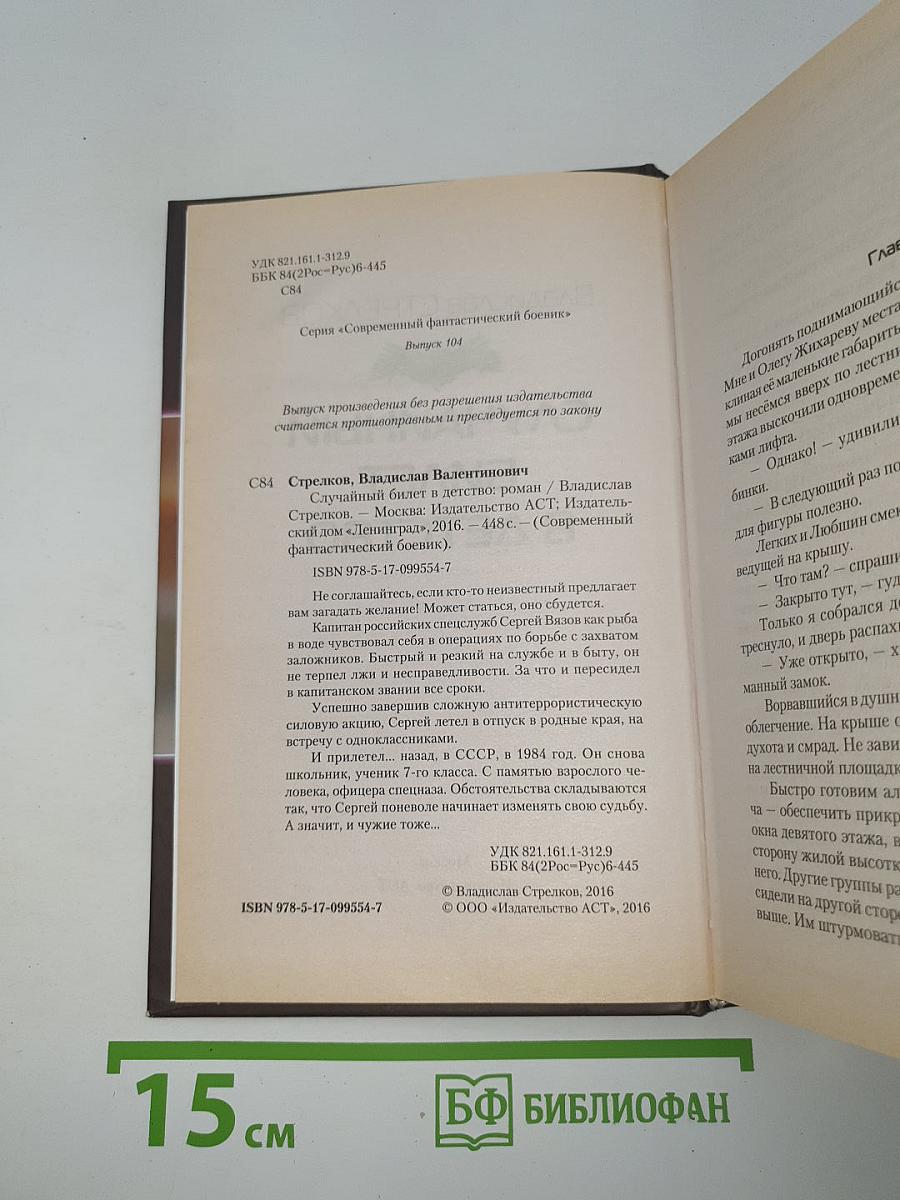 УДК 821.161.1-312.9
ББК 84(2Рос=Рус)6-445
С84
Серия «Современный фантастический боевик»
Выпуск 104
Выпуск произведения без разрешения издательства
считается противоправным и преследуется по закону
С84 Стрелков, Владислав Валентинович
Случайный билет в детство: роман / Владислав
Стрелков. — Москва: Издательство АСТ; Издатель-
ский дом «Ленинград», 2016. — 448 с. — (Современный
фантастический боевик).
ISBN 978-5-17-099554-7
Не соглашайтесь, если кто-то неизвестный предлагает
вам загадать желание! Может статься, оно сбудется.
Капитан российских спецслужб Сергей Вязов как рыба
в воде чувствовал себя в операциях по борьбе с захватом
заложников. Быстрый и резкий на службе и в быту, он
не терпел лжи и несправедливости. За что и пересидел
в капитанском звании все сроки.
Успешно завершив сложную антитеррористическую
силовую акцию, Сергей летел в отпуск в родные края, на
встречу с одноклассниками.
И прилетел... назад, в СССР, в 1984 год. Он снова
школьник, ученик 7-го класса. С памятью взрослого че-
ловека, офицера спецназа. Обстоятельства складываются
так, что Сергей поневоле начинает изменять свою судьбу.
А значит, и чужие тоже...
УДК 821.161.1-312.9
ББК 84(2Рос=Рус)6-445
© Владислав Стрелков, 2016
ISBN 978-5-17-099554-7 © ООО «Издательство АСТ», 2016
Глав
Догонять поднимающийс
Мне и Олегу Жихареву места
клиная её маленькие габарить
мы несёмся вверх по лестни
этажа выскочили одновреме
ками лифта.
— Однако! — удивили
бинки.
— В следующий раз по
для фигуры полезно.
Легких и Любшин смек
ведущей на крышу.
— Что там? — спраши
— Закрыто тут, — гуд
Только я собрался до
треснуло, и дверь распах
— Уже открыто, — х
манный замок.
Ворвавшийся в душн
облегчение. На крыше о
духота и смрад. Не зави
на лестничной площадк
Быстро готовим ал
ча — обеспечить прикр
окна девятого этажа, в
сторону жилой высотк
него. Другие группы ра
сидели на другой сторо
выше. Им штурмовать
15 см
БФ БИБЛИОФАН